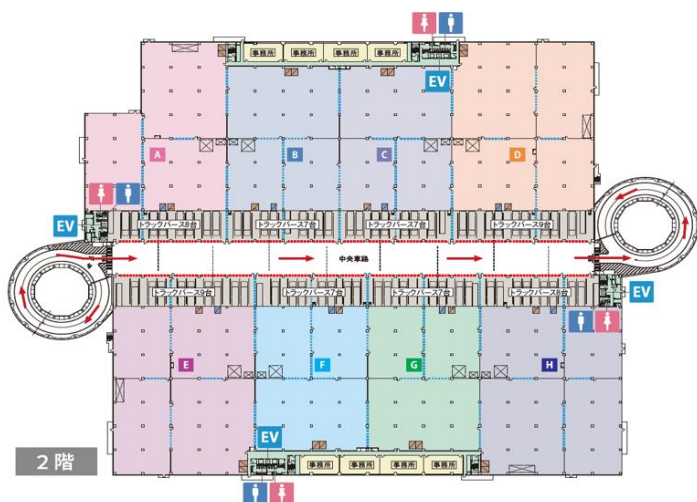 事務所 事務所 事務所 事務所
EV
A B C D
EV
トラックバース8台 トラックバース7台 トラックバース7台 トラックバース9台
中央車路
トラックバース9台 トラックバース7台 トラックバース7台 トラックバース8台
EV
E F G H
EV
2階
事務所 事務所 事務所 事務所